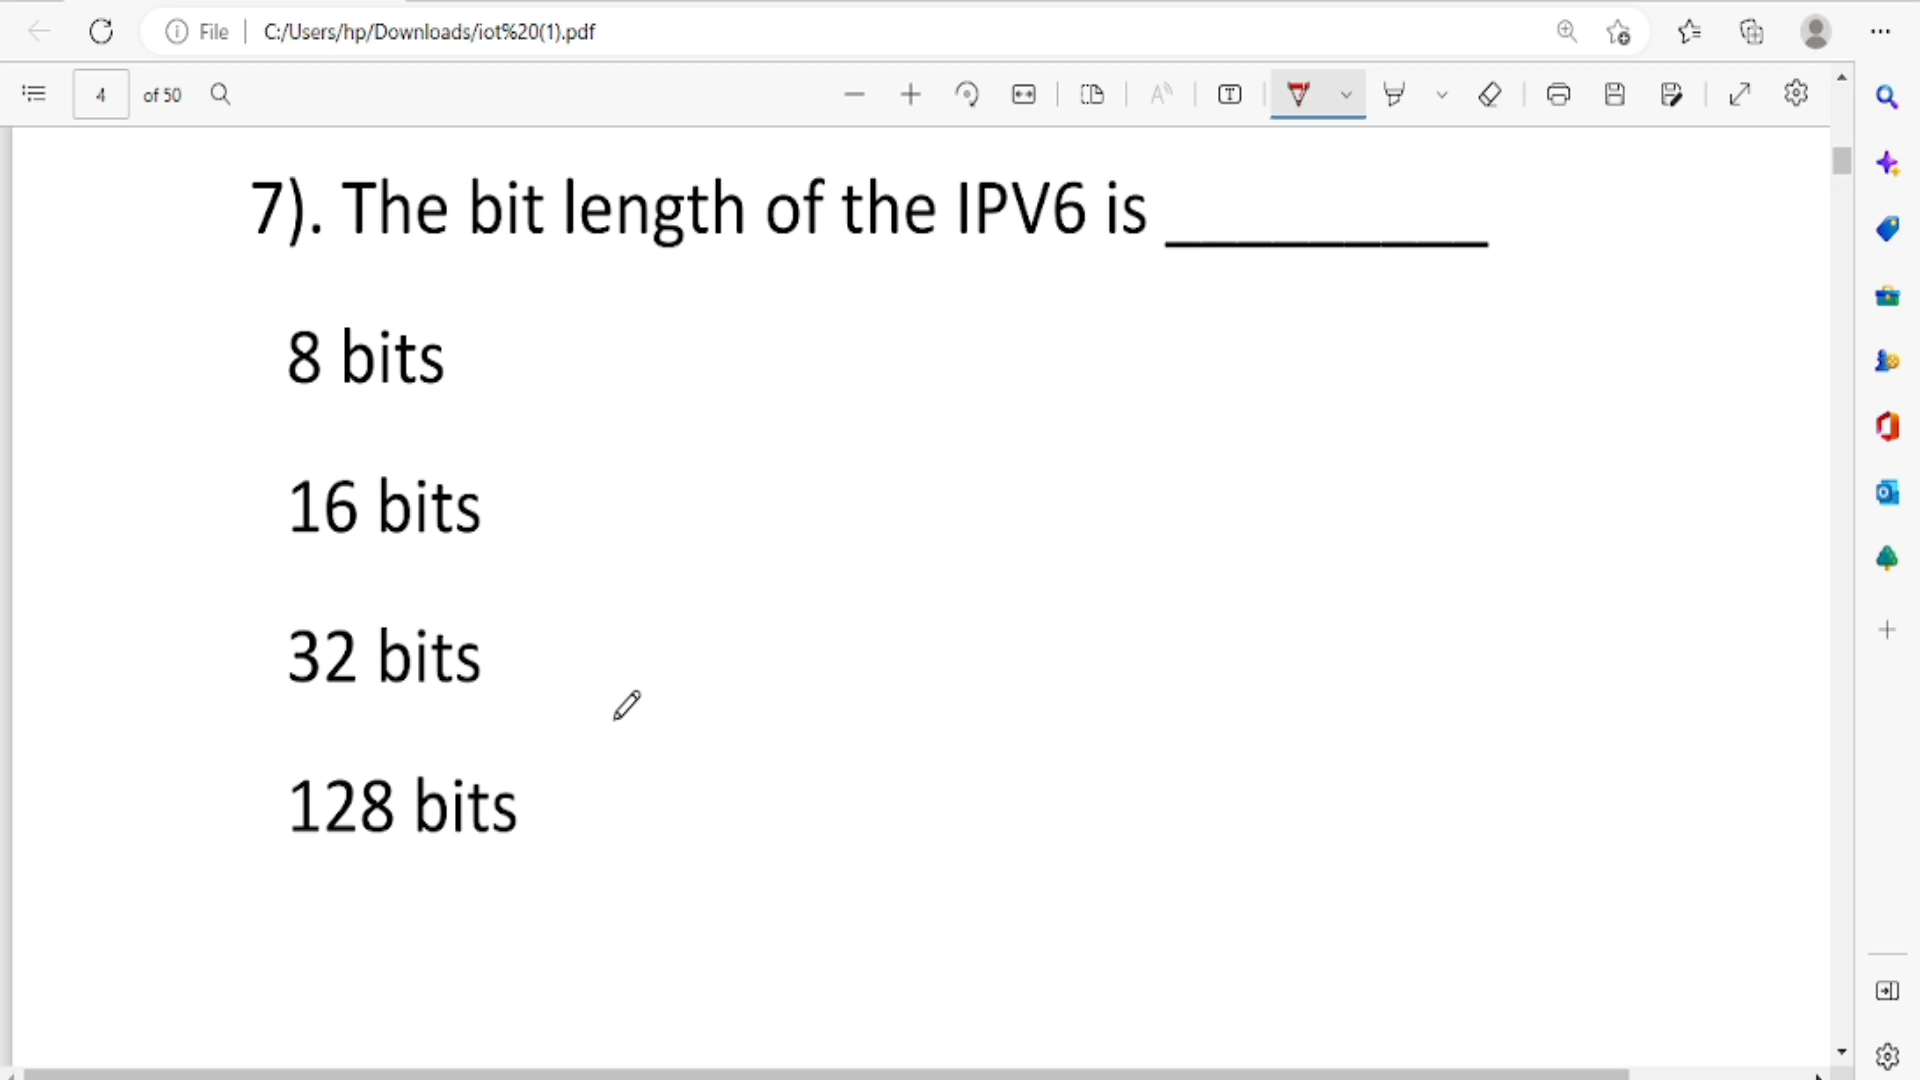 File C:/Users/hp/Downloads/iot%20(1).pdf
4 of 50
7). The bit length of the IPV6 is _________
8 bits
16 bits
32 bits
128 bits